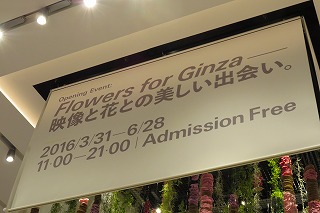 Opening Event:
Flowers for Ginza
映像と花との美しい出会い。
2016/3/31—6/28
11:00—21:00 | Admission Free